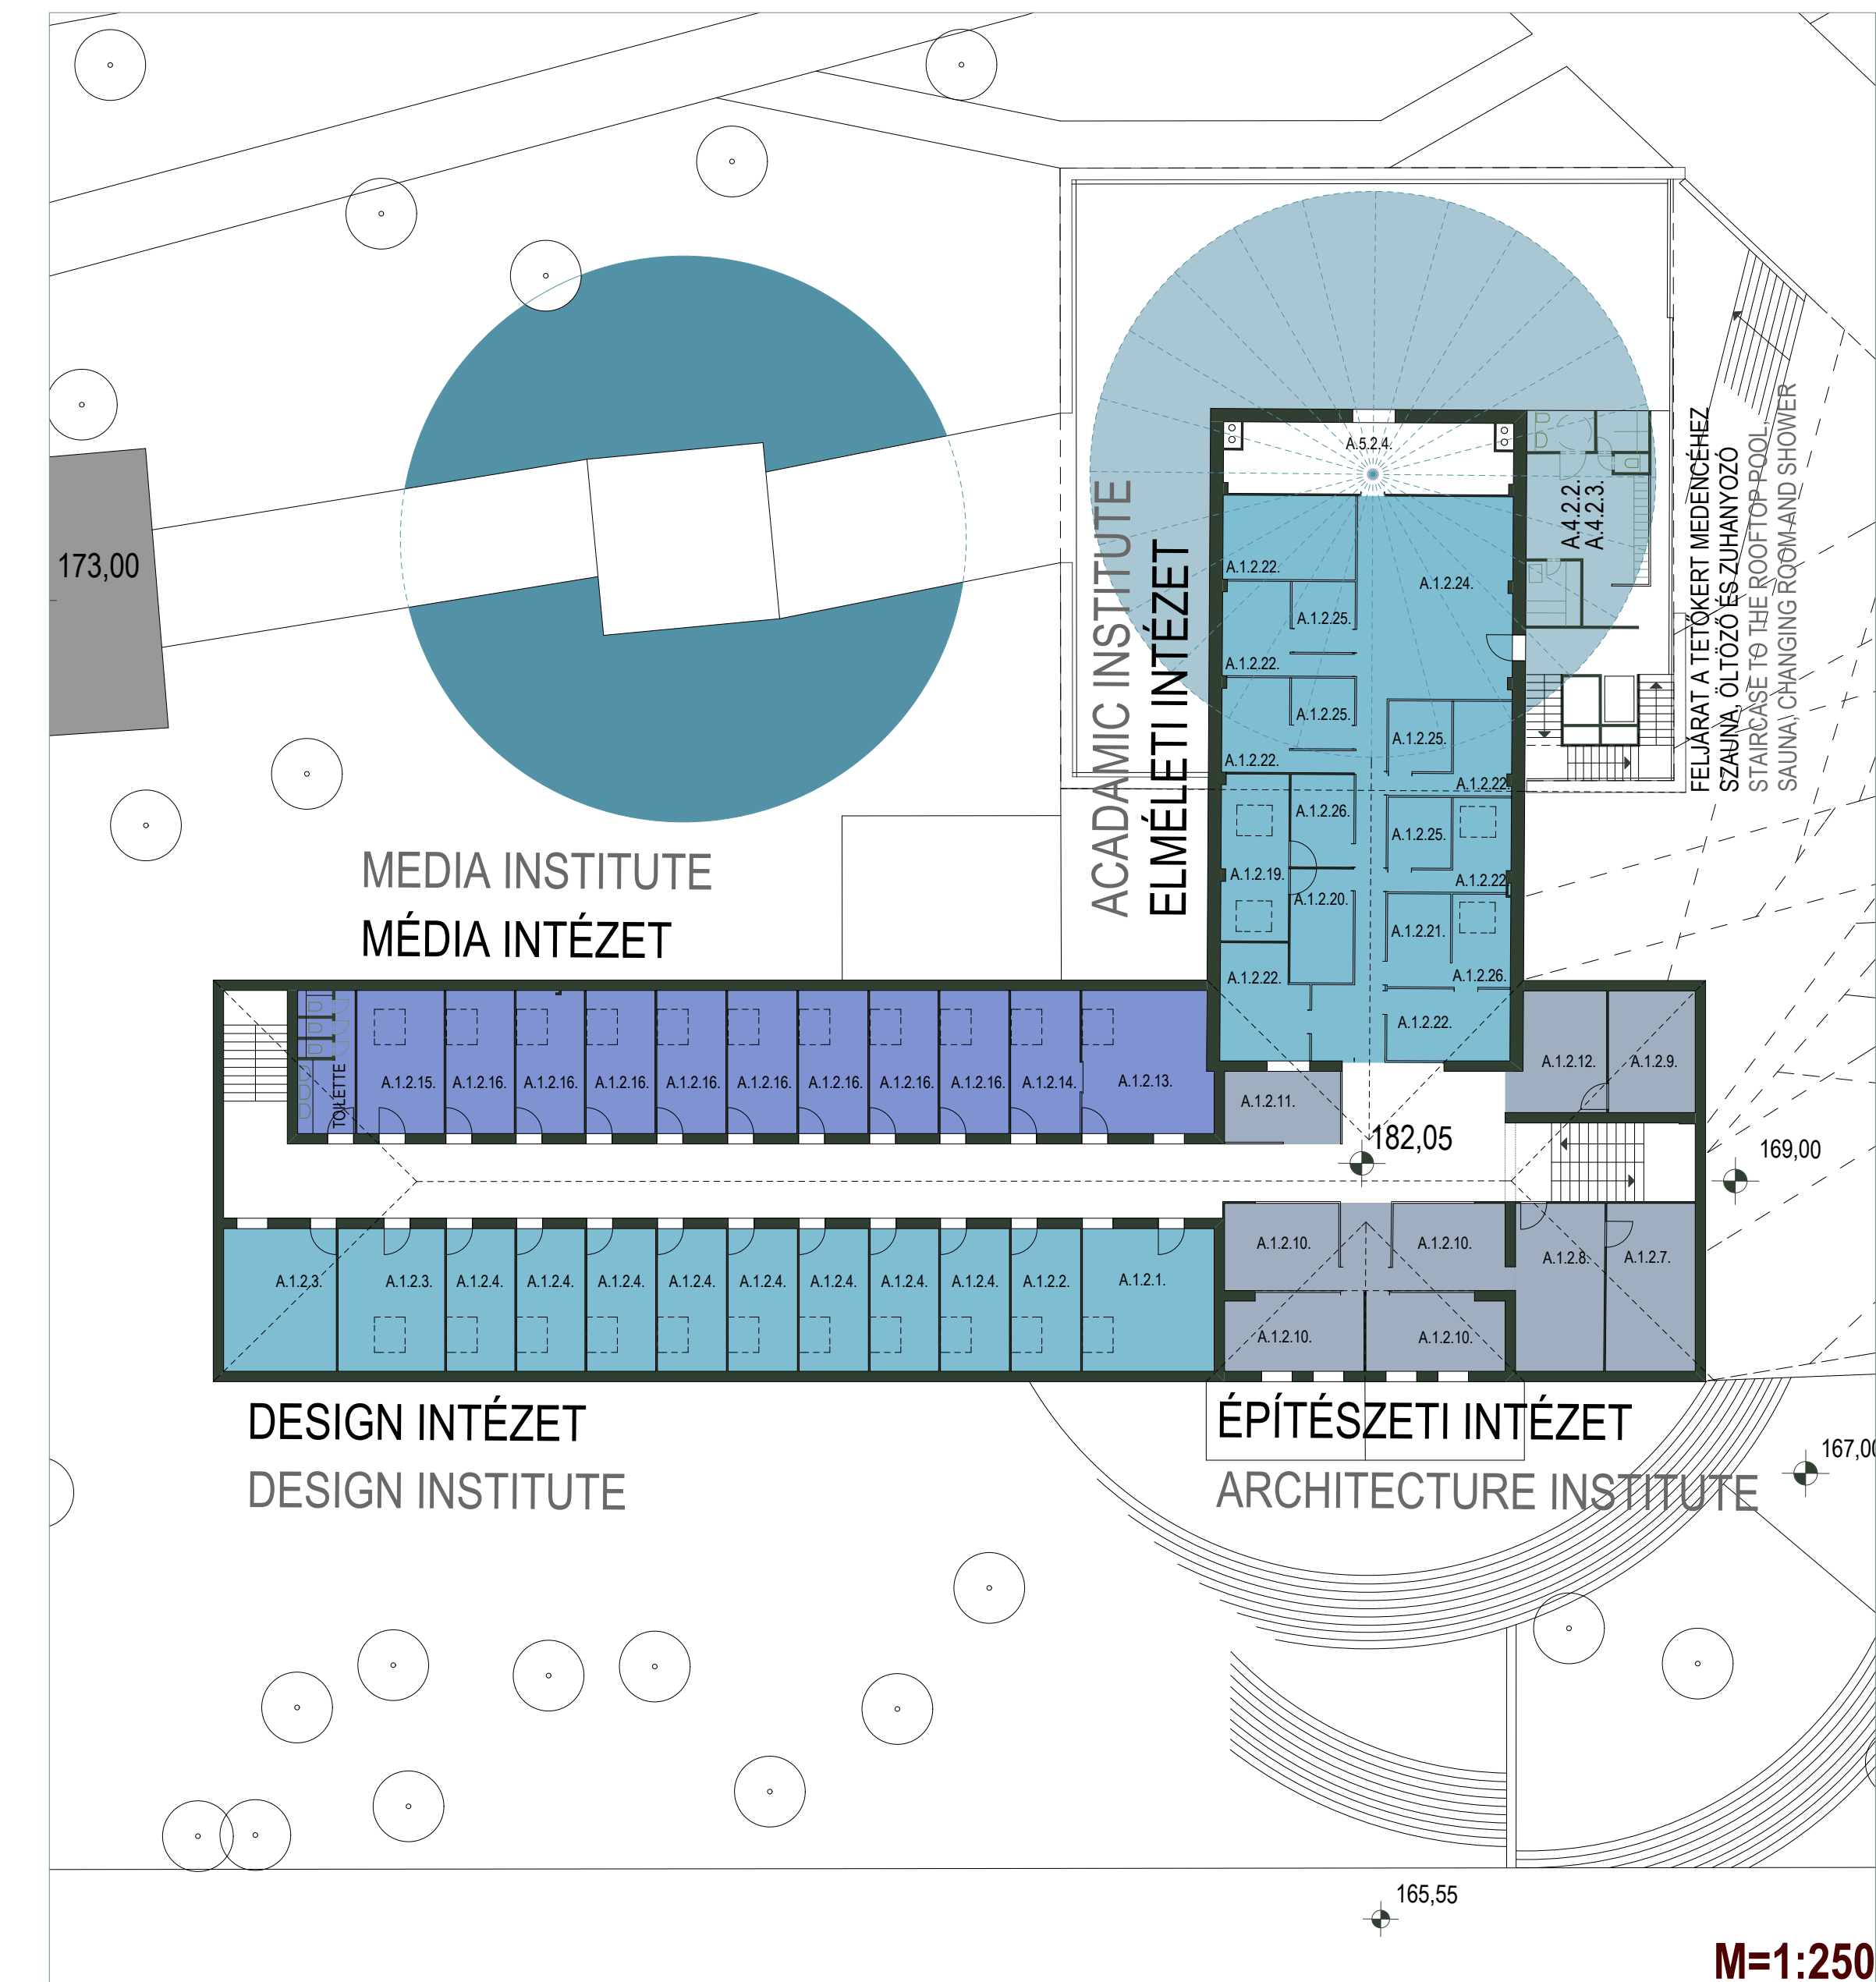 A.5.2.4.
A.4.2.2.
A.4.2.3.
FELJÁRAT A TETŐKERT MEDENCÉHEZ
SZAUNA, ÖLTÖZŐ ÉS ZUHANYOZÓ
STAIRCASE TO THE ROOFTOP POOL,
SAUNA, CHANGING ROOM AND SHOWER
ACADAMIC INSTITUTE
ELMÉLETI INTÉZET
173,00
A.1.2.22.
A.1.2.24.
A.1.2.25.
A.1.2.22.
A.1.2.25.
A.1.2.25.
A.1.2.22.
A.1.2.22.
A.1.2.26.
A.1.2.25.
A.1.2.19.
A.1.2.22.
A.1.2.20.
A.1.2.21.
A.1.2.22.
A.1.2.26.
A.1.2.22.
MEDIA INSTITUTE
MÉDIA INTÉZET
TOILETTE
A.1.2.15.
A.1.2.16.
A.1.2.16.
A.1.2.16.
A.1.2.16.
A.1.2.16.
A.1.2.16.
A.1.2.16.
A.1.2.16.
A.1.2.14.
A.1.2.13.
A.1.2.11.
A.1.2.12.
A.1.2.9.
182,05
169,00
A.1.2.3.
A.1.2.3.
A.1.2.4.
A.1.2.4.
A.1.2.4.
A.1.2.4.
A.1.2.4.
A.1.2.4.
A.1.2.4.
A.1.2.4.
A.1.2.2.
A.1.2.1.
A.1.2.10.
A.1.2.10.
A.1.2.8.
A.1.2.7.
A.1.2.10.
A.1.2.10.
DESIGN INTÉZET
DESIGN INSTITUTE
ÉPÍTÉSZETI INTÉZET
ARCHITECTURE INSTITUTE
167,00
165,55
M=1:250